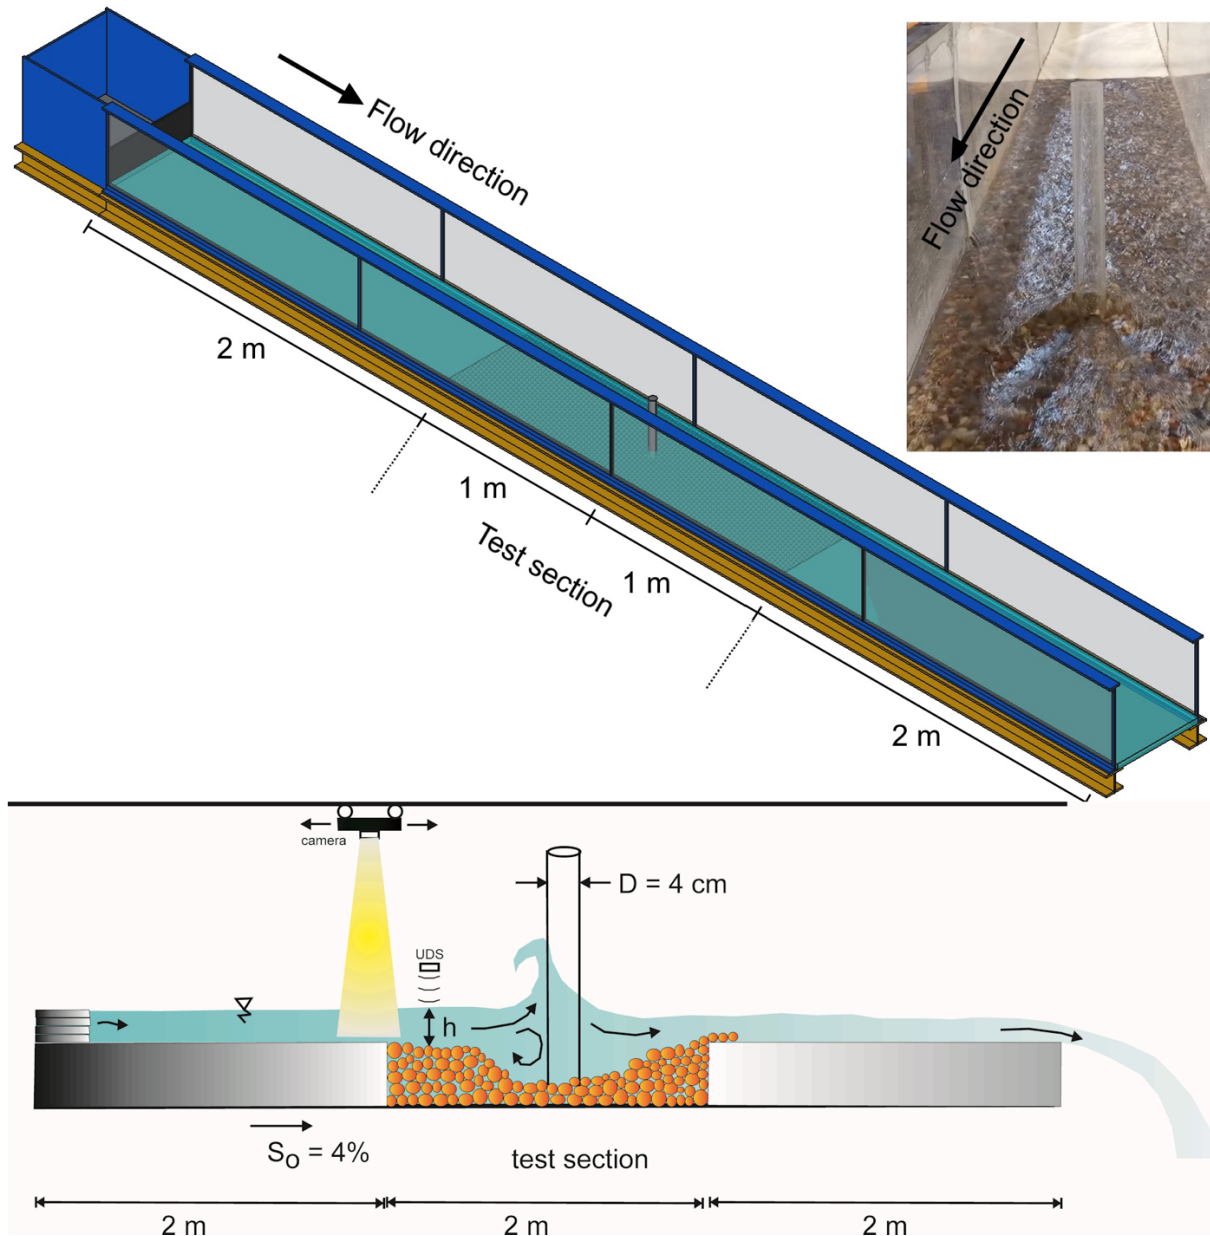 Flow direction
Flow direction
2 m
1 m
Test section
1 m
2 m
camera
D = 4 cm
UDS
h
So = 4%
test section
2 m
2 m
2 m